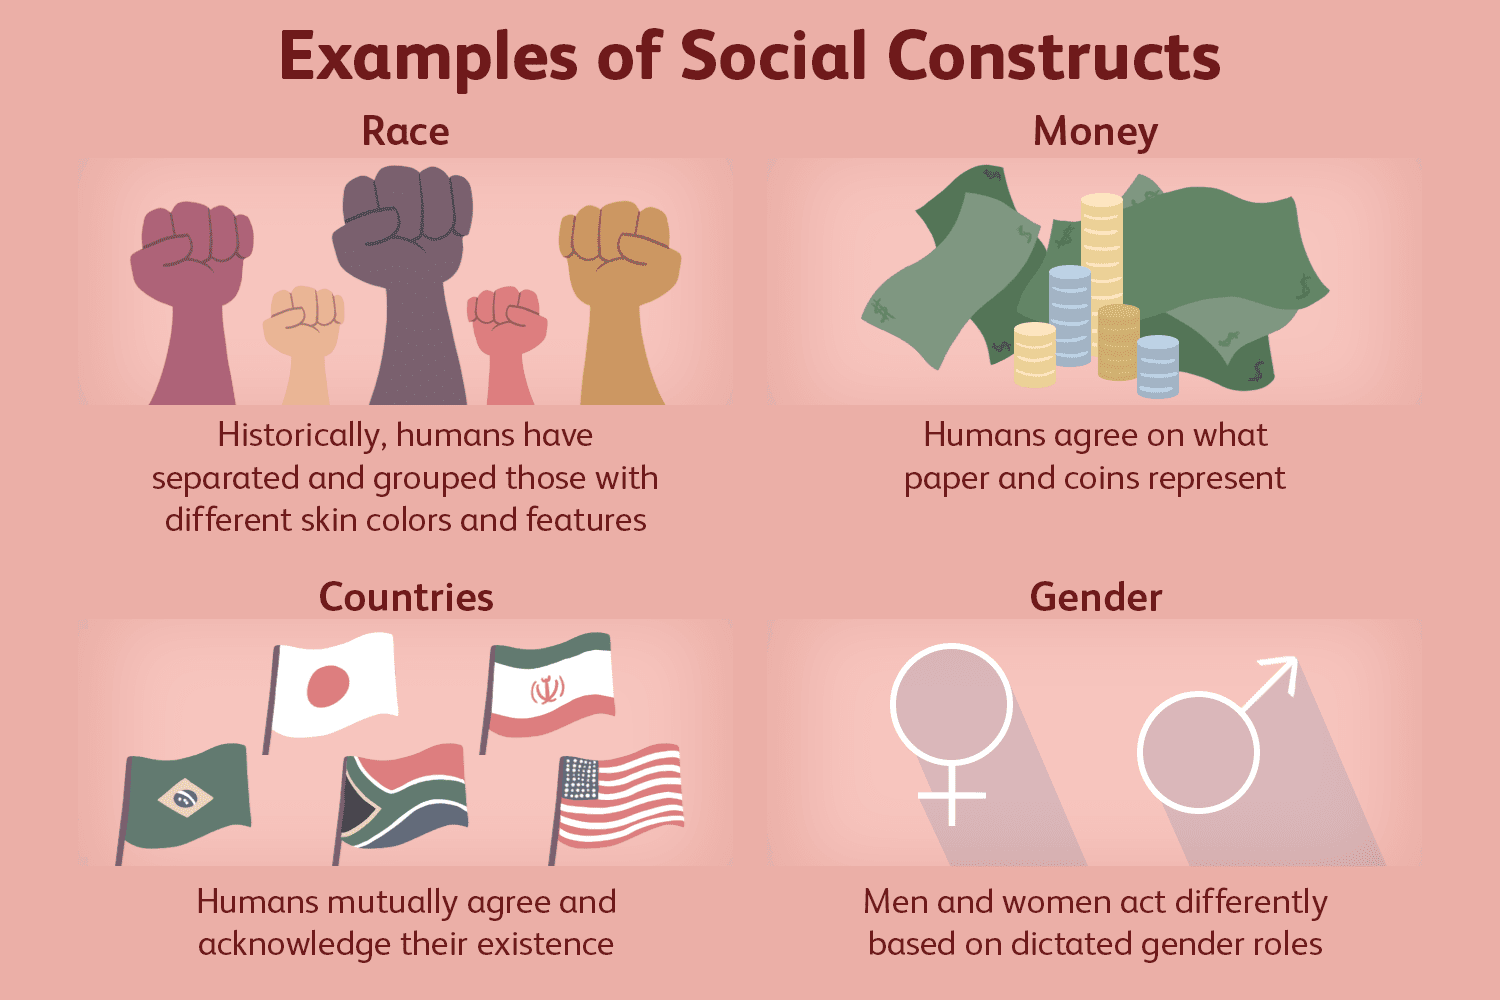 Examples of Social Constructs
Race
Historically, humans have
separated and grouped those with
different skin colors and features
Money
Humans agree on what
paper and coins represent
Countries
Humans mutually agree and
acknowledge their existence
Gender
Men and women act differently
based on dictated gender roles